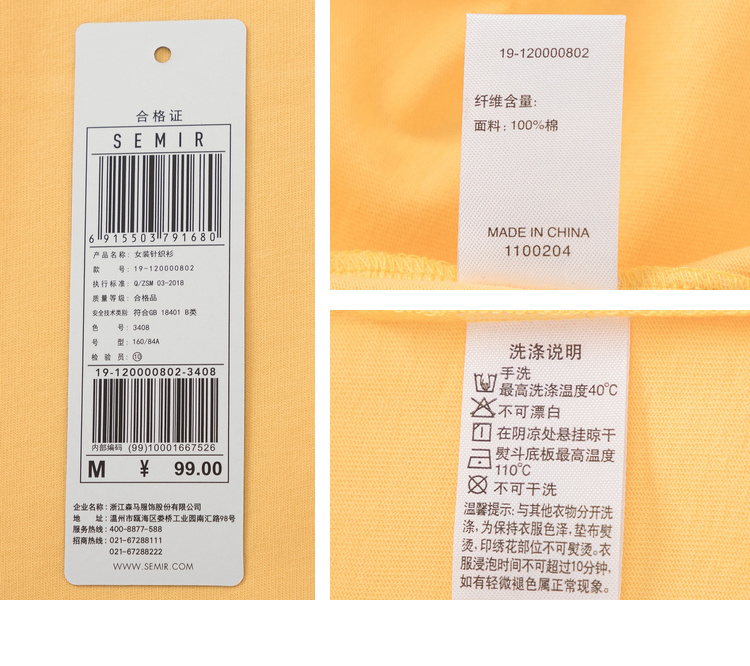 合格证
SEMIR
6 915503 791680
产品名称: 女装针织衫
款 号: 19-120000802
执行标准: Q/ZSM 03-2018
质量等级: 合格品
安全技术类别 符合GB 18401 B类
色 号: 3408
号 型: 160/84A
检 验 员: ⑩
19-120000802-3408
内部编码 (99)10001667526
M ¥ 99.00
企业名称: 浙江森马服饰股份有限公司
地 址: 温州市瓯海区娄桥工业园南汇路98号
服务热线: 400-8877-588
招商热线: 021-67288111
021-67288222
WWW.SEMIR.COM
19-120000802
纤维含量:
面料: 100%棉
MADE IN CHINA
1100204
洗涤说明
手洗
最高洗涤温度40℃
不可漂白
在阴凉处悬挂晾干
熨斗底板最高温度
110℃
不可干洗
温馨提示: 与其他衣物分开洗
涤, 为保持衣服色泽, 垫布熨
烫, 印绣花部位不可熨烫。衣
服浸泡时间不可超过10分钟,
如有轻微褪色属正常现象。